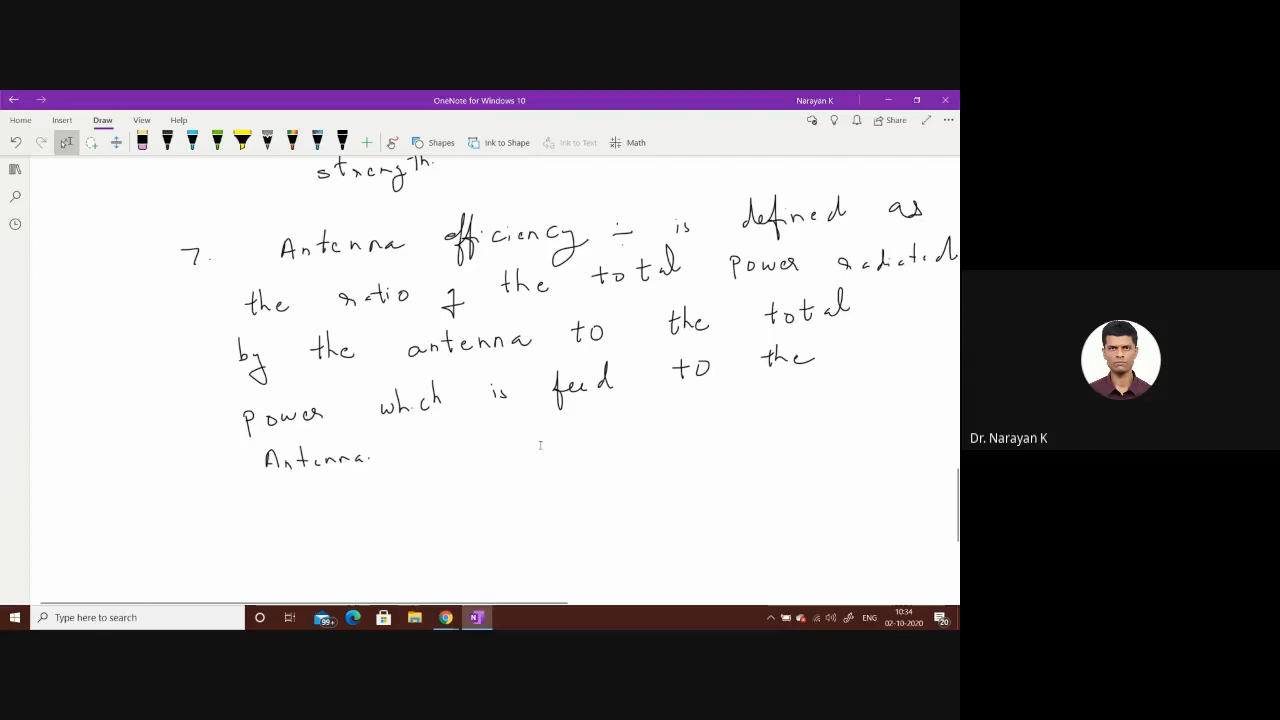 OneNote for Windows 10
Narayan K
Home Insert Draw View Help
Share
Shapes Ink to Shape Ink to Text Math
strength.
7. Antenna efficiency :- is defined as
the ratio of the total power radiated
by the antenna to the total
power which is feed to the
Antenna.
Dr. Narayan K
Type here to search
99+
ENG
10:34
02-10-2020
20